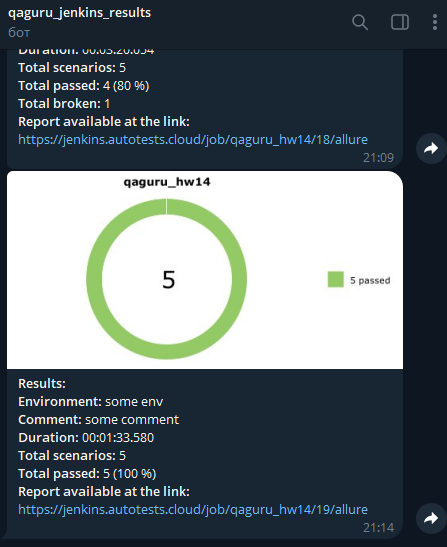 qaguru_jenkins_results
бот
Duration: 00:03:20.054
Total scenarios: 5
Total passed: 4 (80 %)
Total broken: 1
Report available at the link:
https://jenkins.autotests.cloud/job/qaguru_hw14/18/allure
21:09
qaguru_hw14
5
5 passed
Results:
Environment: some env
Comment: some comment
Duration: 00:01:33.580
Total scenarios: 5
Total passed: 5 (100 %)
Report available at the link:
https://jenkins.autotests.cloud/job/qaguru_hw14/19/allure
21:14